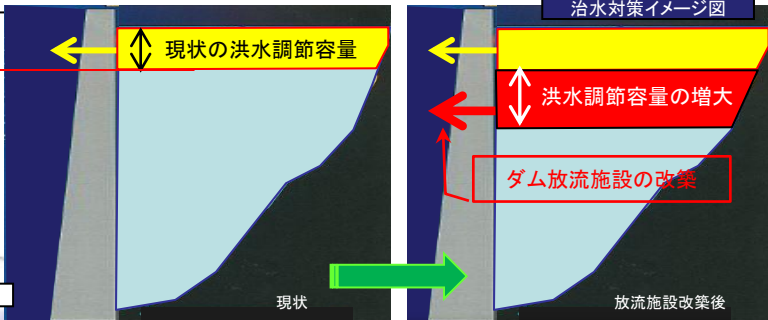 治水対策イメージ図
現状の洪水調節容量
洪水調節容量の増大
ダム放流施設の改築
現状
放流施設改築後